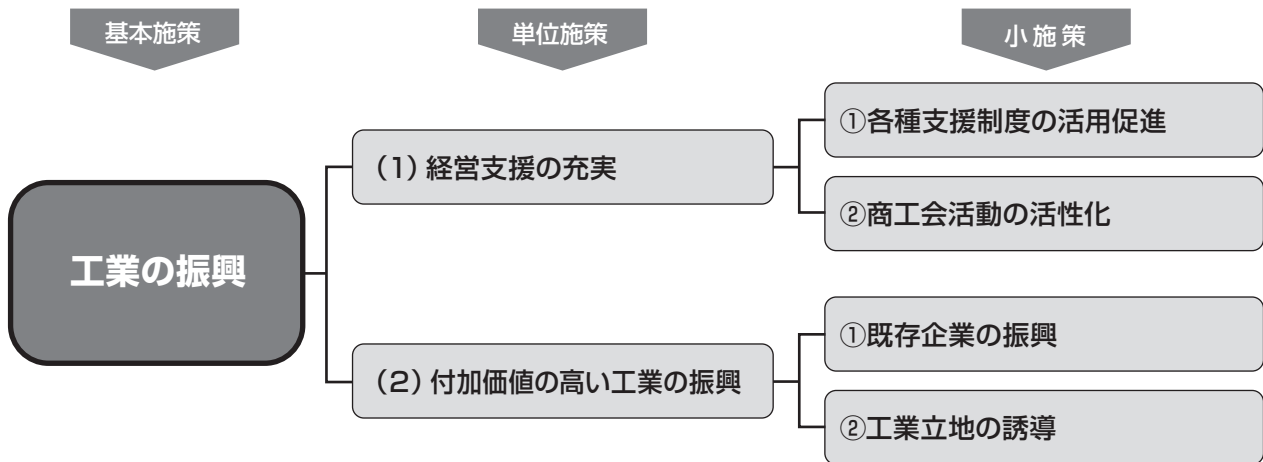 基本施策
単位施策
小施策
工業の振興
（1）経営支援の充実
①各種支援制度の活用促進
②商工会活動の活性化
（2）付加価値の高い工業の振興
①既存企業の振興
②工業立地の誘導